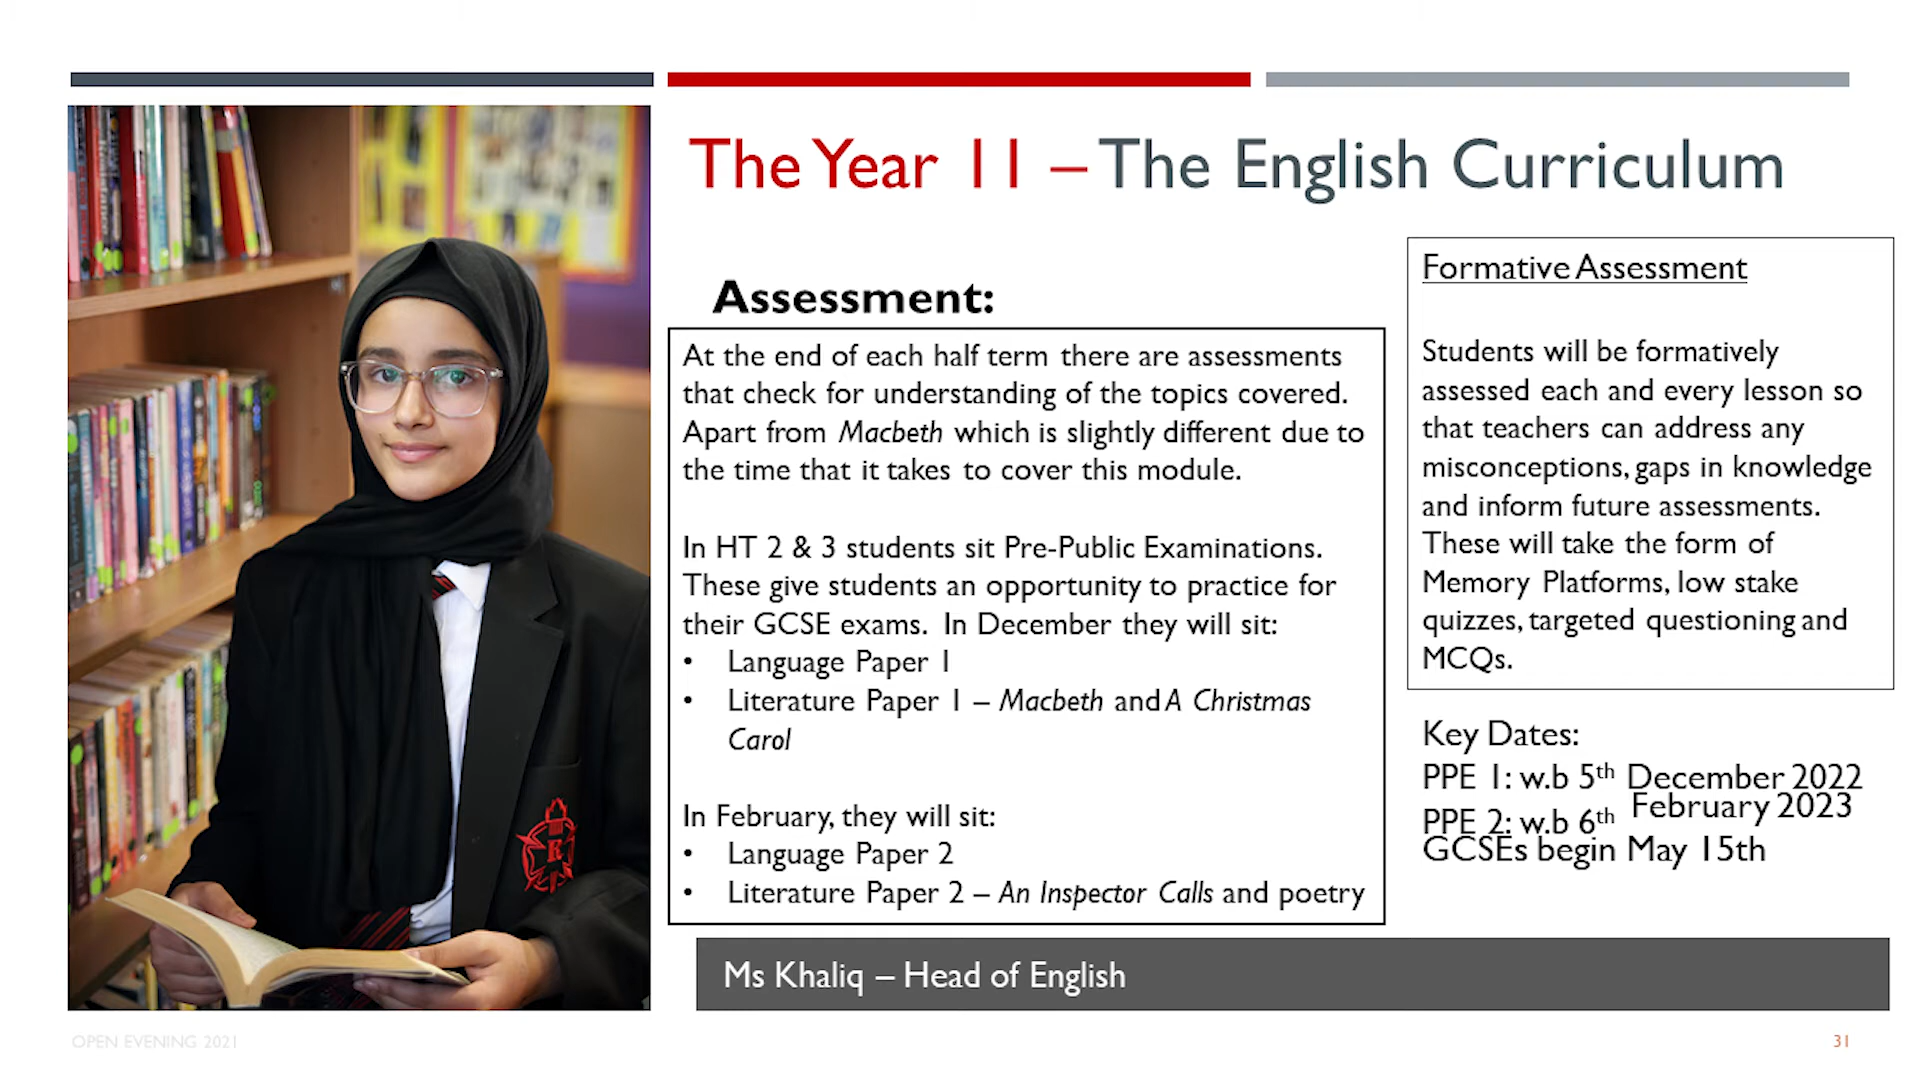 The Year 11 – The English Curriculum
Assessment:
At the end of each half term there are assessments
that check for understanding of the topics covered.
Apart from Macbeth which is slightly different due to
the time that it takes to cover this module.
In HT 2 & 3 students sit Pre-Public Examinations.
These give students an opportunity to practice for
their GCSE exams. In December they will sit:
• Language Paper 1
• Literature Paper 1 – Macbeth and A Christmas
Carol
In February, they will sit:
• Language Paper 2
• Literature Paper 2 – An Inspector Calls and poetry
Formative Assessment
Students will be formatively
assessed each and every lesson so
that teachers can address any
misconceptions, gaps in knowledge
and inform future assessments.
These will take the form of
Memory Platforms, low stake
quizzes, targeted questioning and
MCQs.
Key Dates:
PPE 1: w.b 5th December 2022
PPE 2: w.b 6th February 2023
GCSEs begin May 15th
Ms Khaliq – Head of English
OPEN EVENING 2021
31